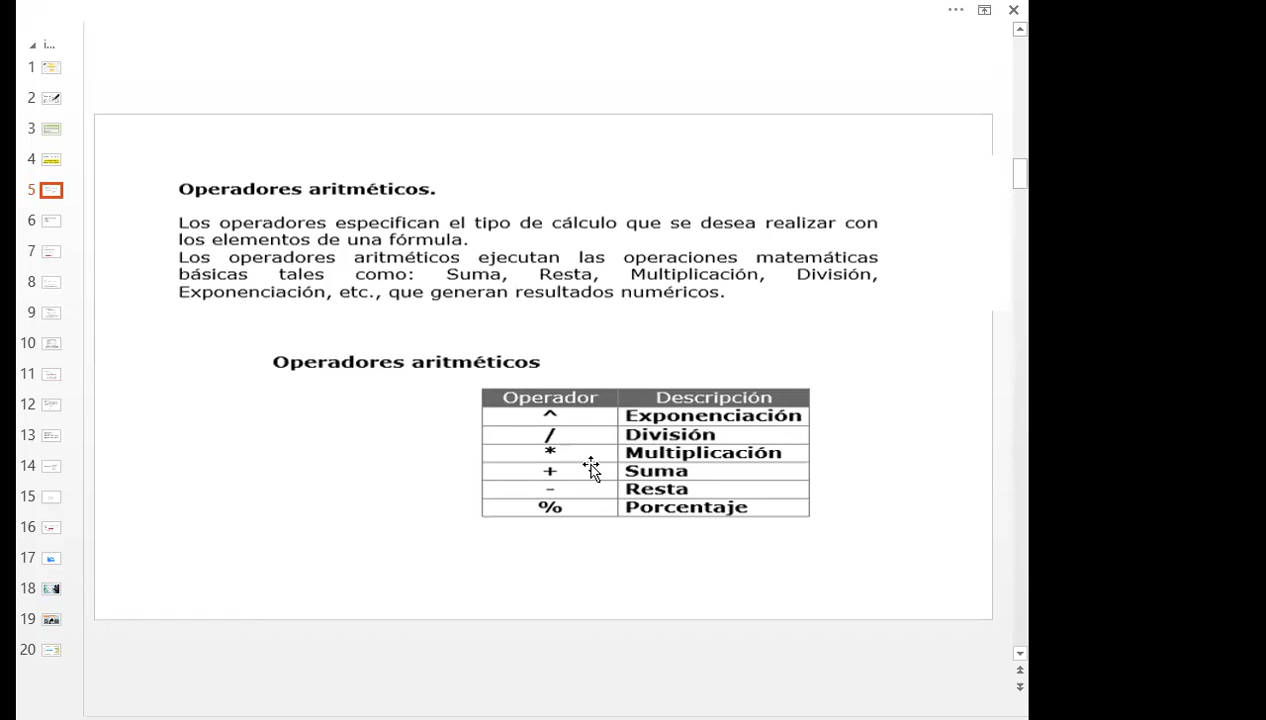 i...
1
2
3
4
5
6
7
8
9
10
11
12
13
14
15
16
17
18
19
20
Operadores aritméticos.
Los operadores especifican el tipo de cálculo que se desea realizar con
los elementos de una fórmula.
Los operadores aritméticos ejecutan las operaciones matemáticas
básicas tales como: Suma, Resta, Multiplicación, División,
Exponenciación, etc., que generan resultados numéricos.
Operadores aritméticos
Operador Descripción
^ Exponenciación
/ División
* Multiplicación
+ Suma
- Resta
% Porcentaje